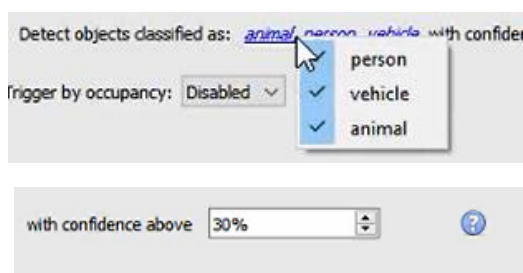 Detect objects classified as: animal, person, vehicle with confider
Trigger by occupancy: Disabled
person
vehicle
animal
with confidence above 30%